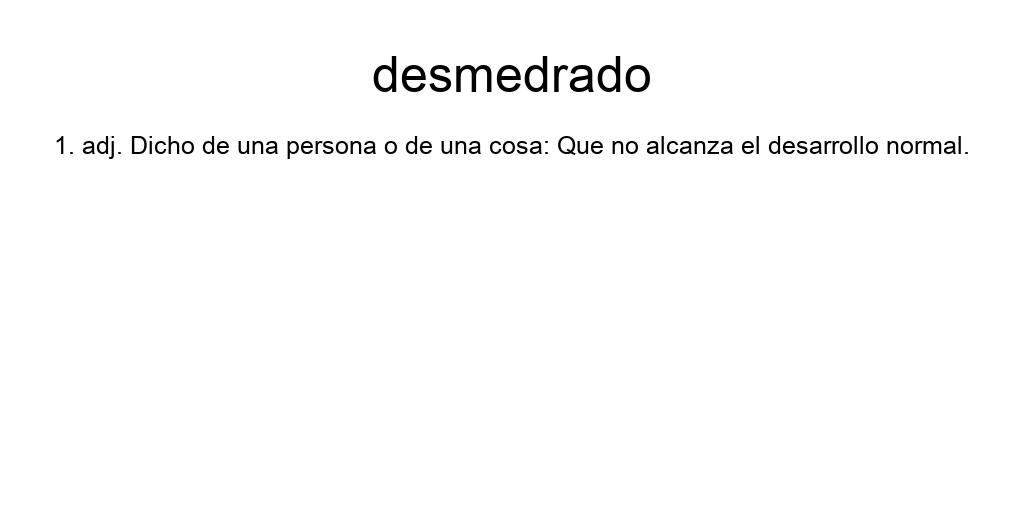 desmedrado
1. adj. Dicho de una persona o de una cosa: Que no alcanza el desarrollo normal.